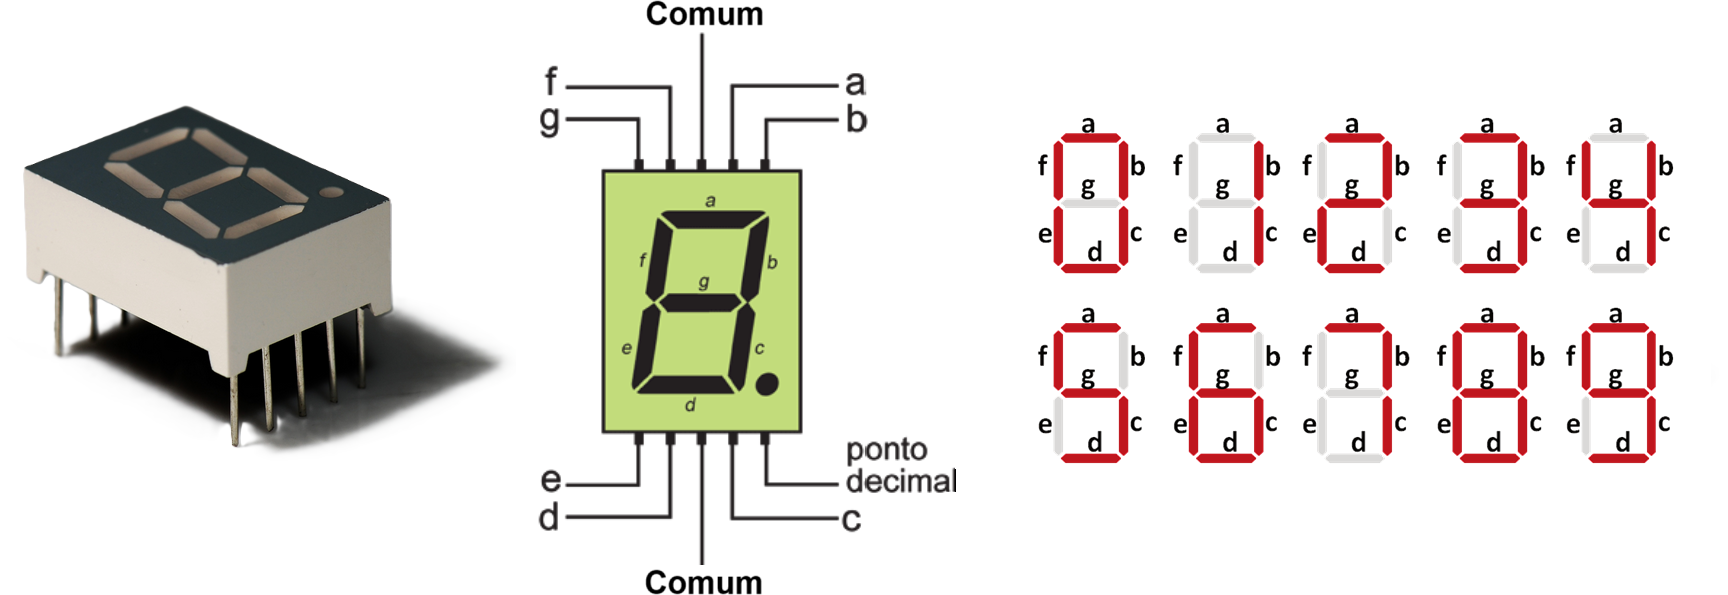 Comum
f
a
g
b
a
f
b
g
e
c
d
e
ponto
decimal
d
c
Comum
a a a a a
f b f b f b f b f b
g g g g g
e c e c e c e c e c
d d d d d
a a a a a
f b f b f b f b f b
g g g g g
e c e c e c e c e c
d d d d d